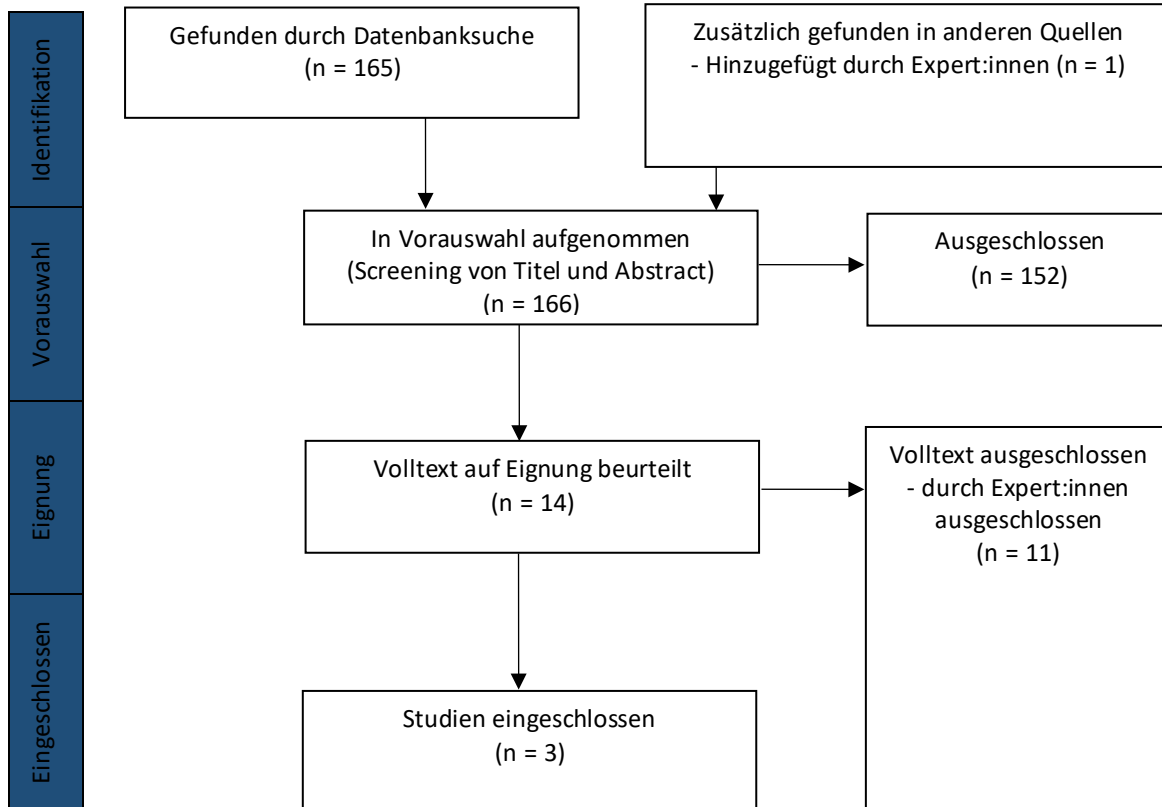 Identifikation
Gefunden durch Datenbanksuche
(n = 165)
Zusätzlich gefunden in anderen Quellen
- Hinzugefügt durch Expert:innen (n = 1)
Vorauswahl
In Vorauswahl aufgenommen
(Screening von Titel und Abstract)
(n = 166)
Ausgeschlossen
(n = 152)
Eignung
Volltext auf Eignung beurteilt
(n = 14)
Volltext ausgeschlossen
- durch Expert:innen
ausgeschlossen
(n = 11)
Eingeschlossen
Studien eingeschlossen
(n = 3)